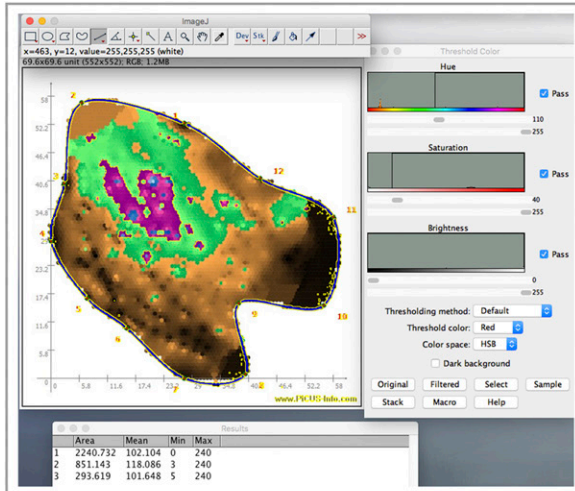 ImageJ
Dev Stk >>
x=463, y=12, value=255,255,255 (white)
69.6x69.6 unit (552x552); RGB; 1.2MB
Threshold Color
Hue
Pass
110
255
Saturation
Pass
40
255
Brightness
Pass
0
255
Thresholding method: Default
Threshold color: Red
Color space: HSB
Dark background
Original Filtered Select Sample
Stack Macro Help
58
52.2
46.4
40.6
34.8
29
23.2
17.4
11.6
5.8
0 5.8 11.6 17.4 23.2 29 34.8 40.6 46.4 52.2 58
2
1
12
11
10
9
3
4
5
6
7
www.PICUS-Info.com
Results
Area Mean Min Max
1 2240.732 102.104 0 240
2 851.143 118.086 3 240
3 293.619 101.648 5 240